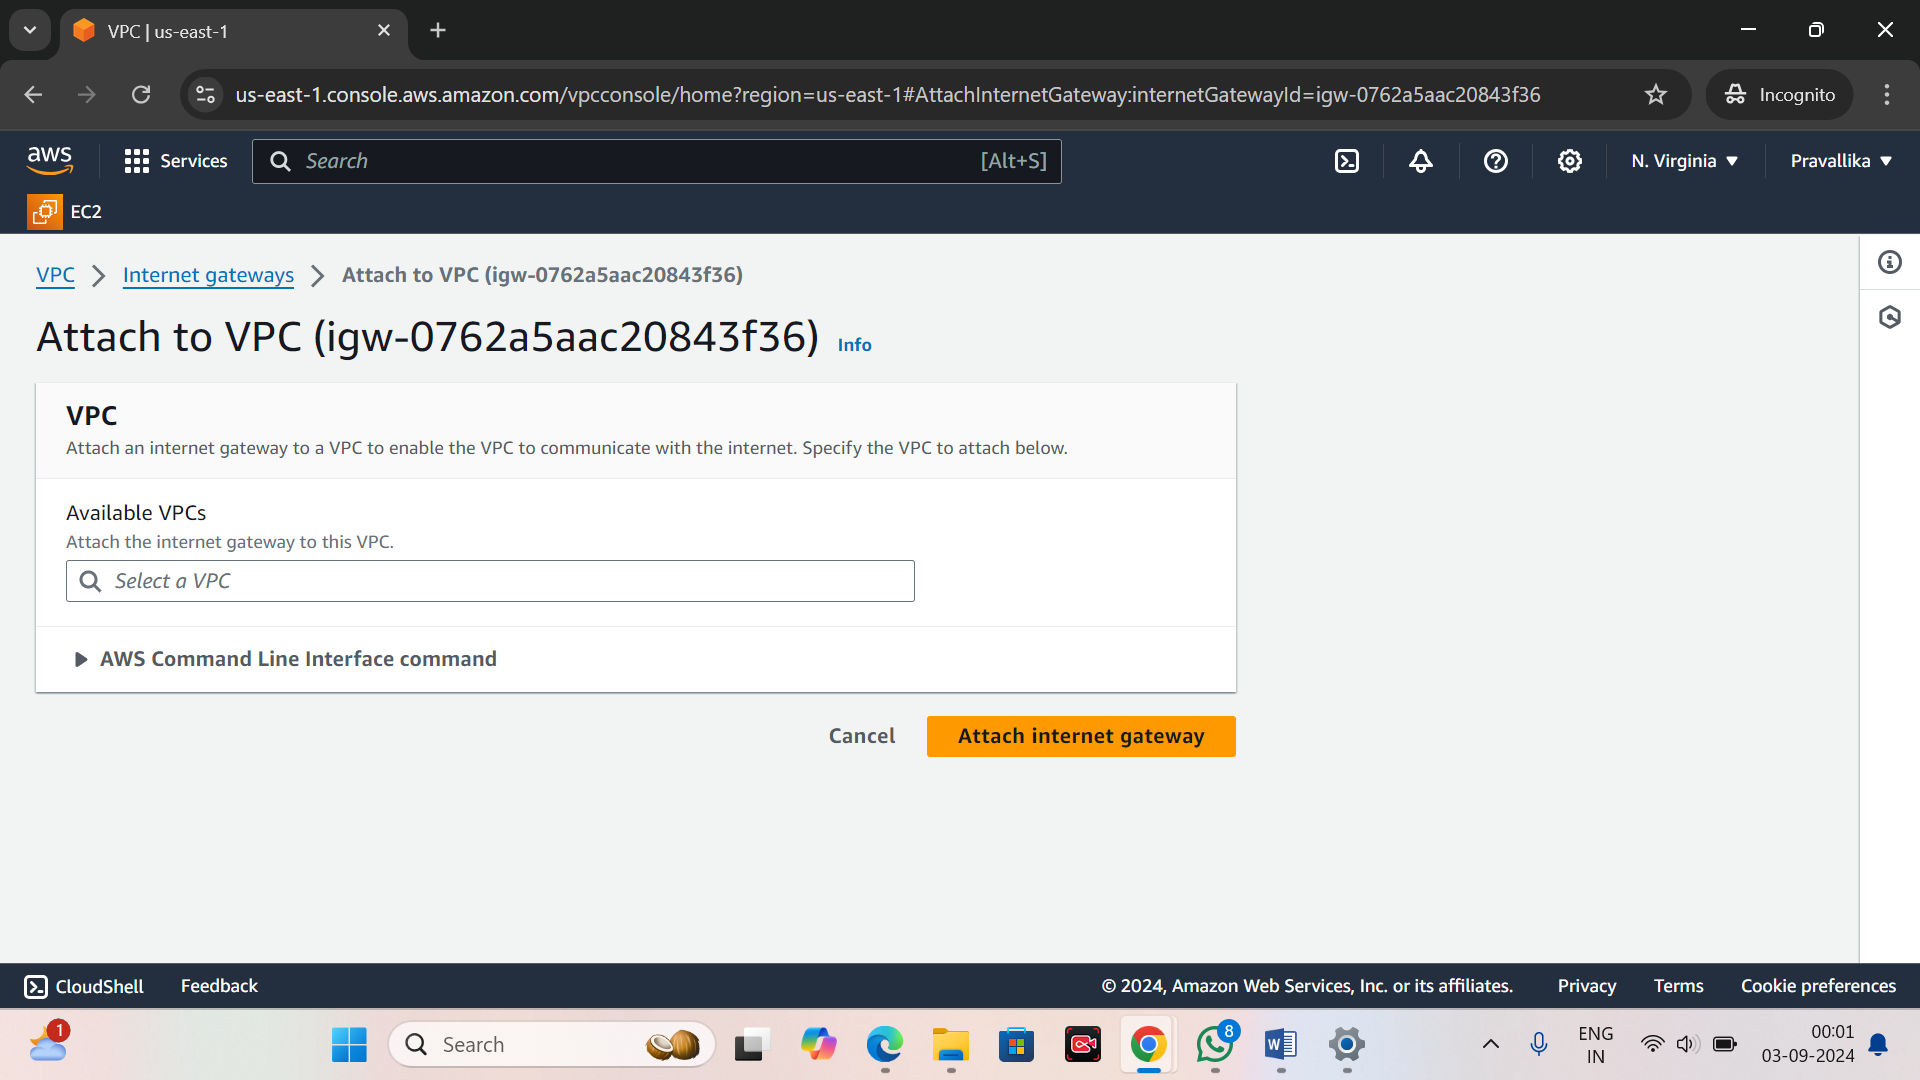 VPC | us-east-1
us-east-1.console.aws.amazon.com/vpcconsole/home?region=us-east-1#AttachInternetGateway:internetGatewayId=igw-0762a5aac20843f36
Incognito
aws
Services
Search
[Alt+S]
N. Virginia
Pravallika
EC2
VPC
Internet gateways
Attach to VPC (igw-0762a5aac20843f36)
Attach to VPC (igw-0762a5aac20843f36) Info
VPC
Attach an internet gateway to a VPC to enable the VPC to communicate with the internet. Specify the VPC to attach below.
Available VPCs
Attach the internet gateway to this VPC.
Select a VPC
AWS Command Line Interface command
Cancel
Attach internet gateway
CloudShell
Feedback
© 2024, Amazon Web Services, Inc. or its affiliates.
Privacy
Terms
Cookie preferences
1
Search
8
W
ENG
IN
00:01
03-09-2024